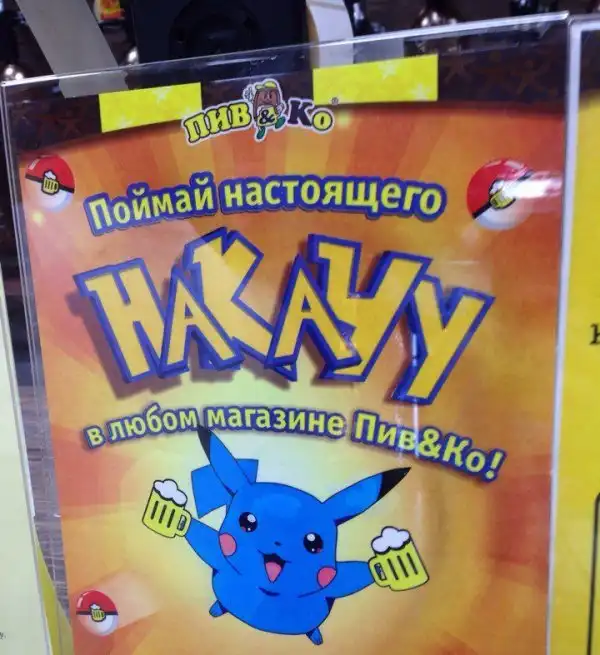 ПИВ&Ко®
Поймай настоящего
НАКАЧУ
в любом магазине Пив&Ко!